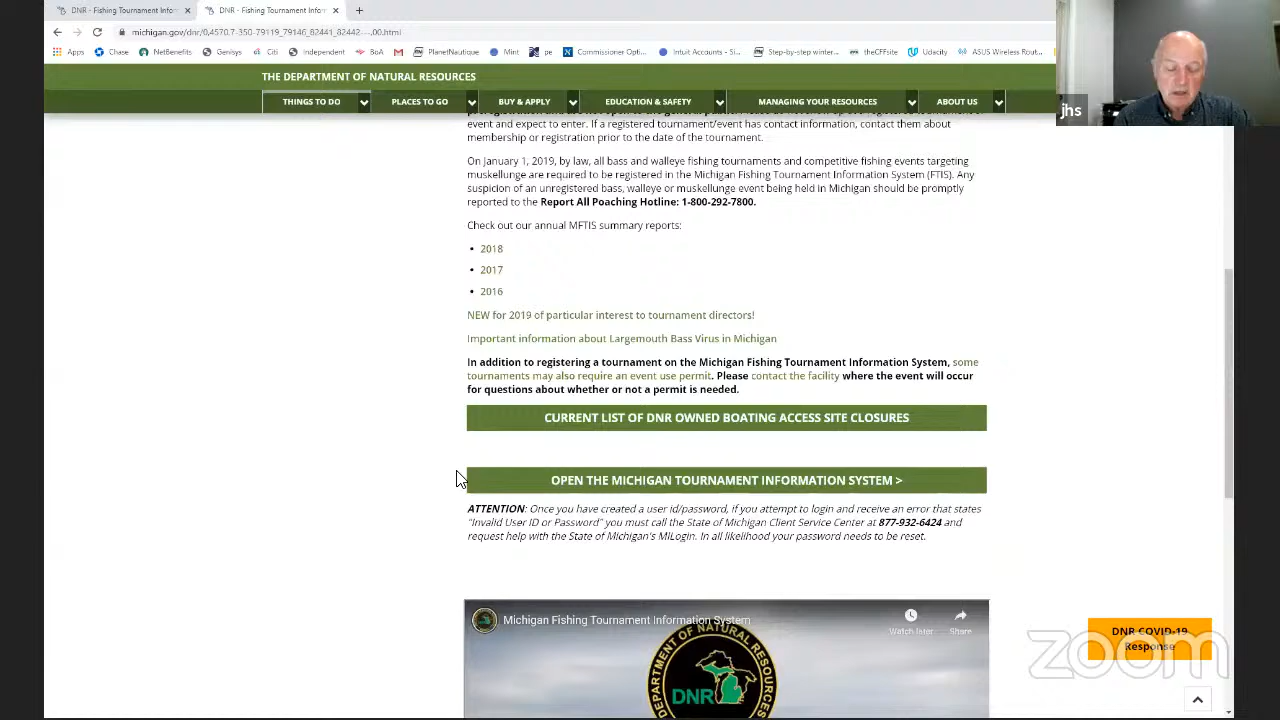 DNR - Fishing Tournament Inform
DNR - Fishing Tournament Inform
michigan.gov/dnr/0,4570,7-350-79119_79146_82441_82442---,00.html
Apps Chase NetBenefits Genisys Citi Independent BoA PlanetNautique Mint pe Commissioner Opti... Intuit Accounts - Si... Step-by-step winter... theCFFsite Udacity ASUS Wireless Rout...
THE DEPARTMENT OF NATURAL RESOURCES
THINGS TO DO PLACES TO GO BUY & APPLY EDUCATION & SAFETY MANAGING YOUR RESOURCES ABOUT US
jhs
event and expect to enter. If a registered tournament/event has contact information, contact them about
membership or registration prior to the date of the tournament.
On January 1, 2019, by law, all bass and walleye fishing tournaments and competitive fishing events targeting
muskellunge are required to be registered in the Michigan Fishing Tournament Information System (FTIS). Any
suspicion of an unregistered bass, walleye or muskellunge event being held in Michigan should be promptly
reported to the Report All Poaching Hotline: 1-800-292-7800.
Check out our annual MFTIS summary reports:
• 2018
• 2017
• 2016
NEW for 2019 of particular interest to tournament directors!
Important information about Largemouth Bass Virus in Michigan
In addition to registering a tournament on the Michigan Fishing Tournament Information System, some
tournaments may also require an event use permit. Please contact the facility where the event will occur
for questions about whether or not a permit is needed.
CURRENT LIST OF DNR OWNED BOATING ACCESS SITE CLOSURES
OPEN THE MICHIGAN TOURNAMENT INFORMATION SYSTEM >
ATTENTION: Once you have created a user id/password, if you attempt to login and receive an error that states
"Invalid User ID or Password" you must call the State of Michigan Client Service Center at 877-932-6424 and
request help with the State of Michigan's MILogin. In all likelihood your password needs to be reset.
Michigan Fishing Tournament Information System
Watch later Share
DEPARTMENT OF NATURAL RESOURCES
DNR
DNR COVID-19
Response
zoom